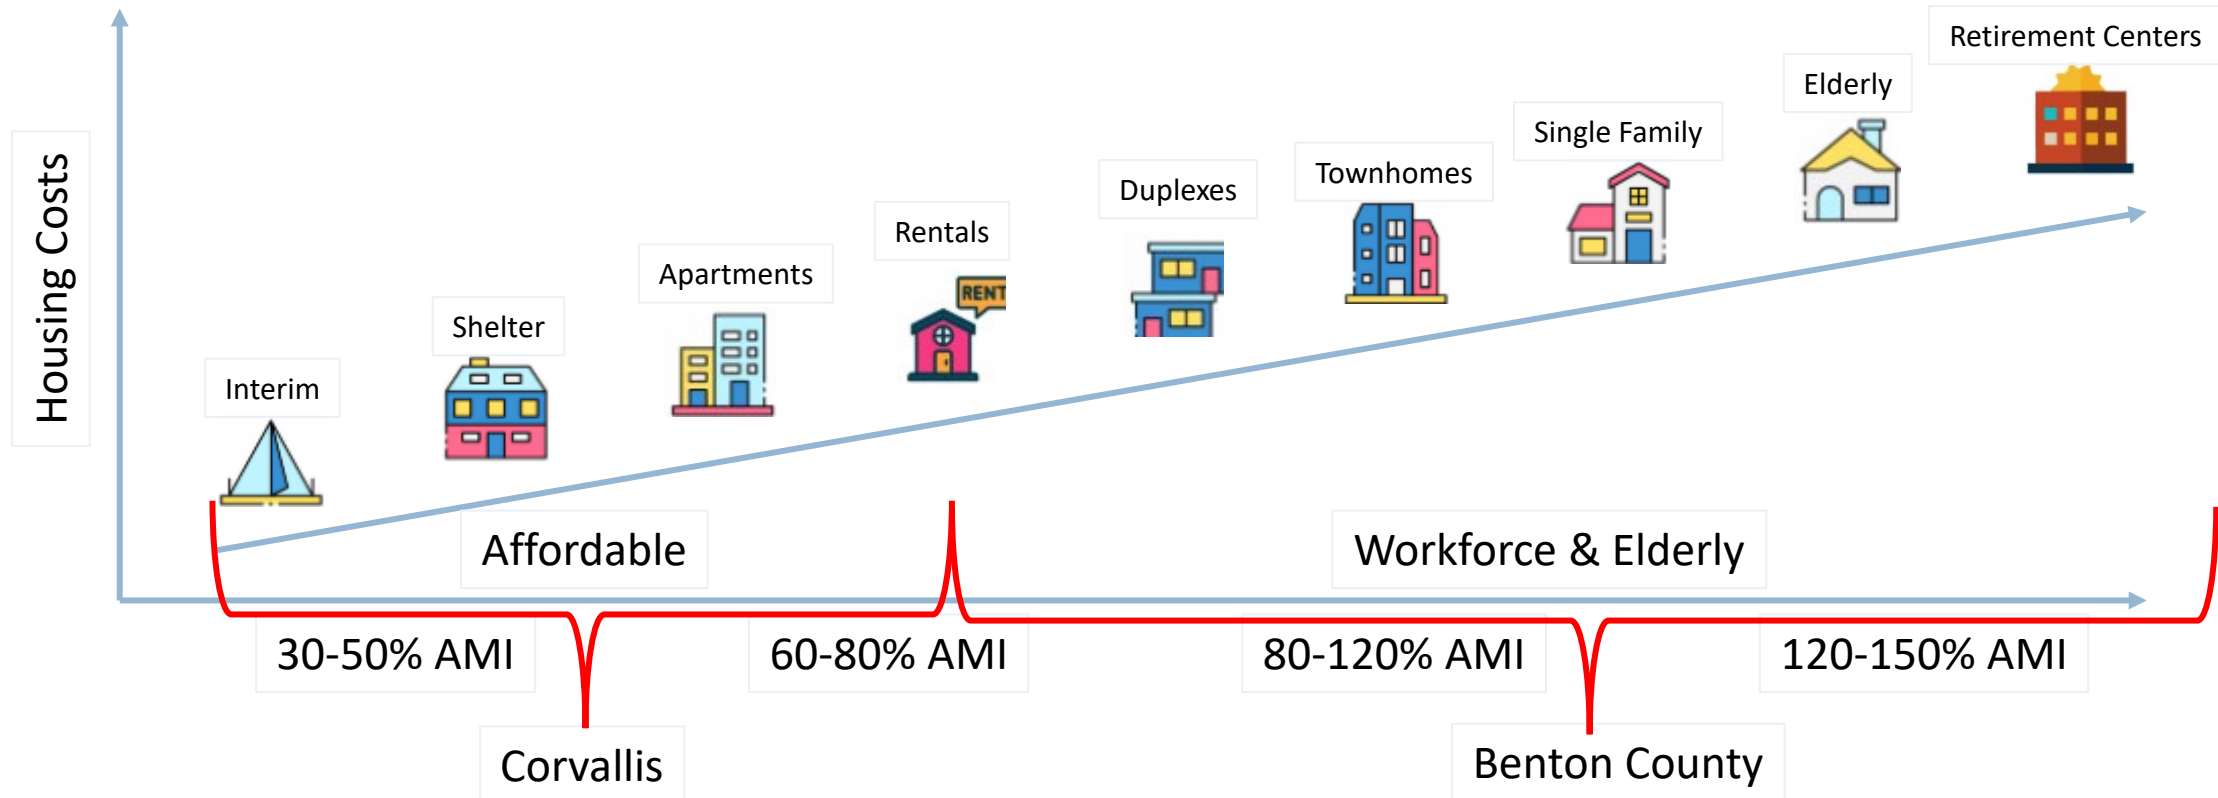 Housing Costs
Interim
Shelter
Apartments
Rentals
RENT
Duplexes
Townhomes
Single Family
Elderly
Retirement Centers
Affordable
Workforce & Elderly
30-50% AMI
60-80% AMI
80-120% AMI
120-150% AMI
Corvallis
Benton County